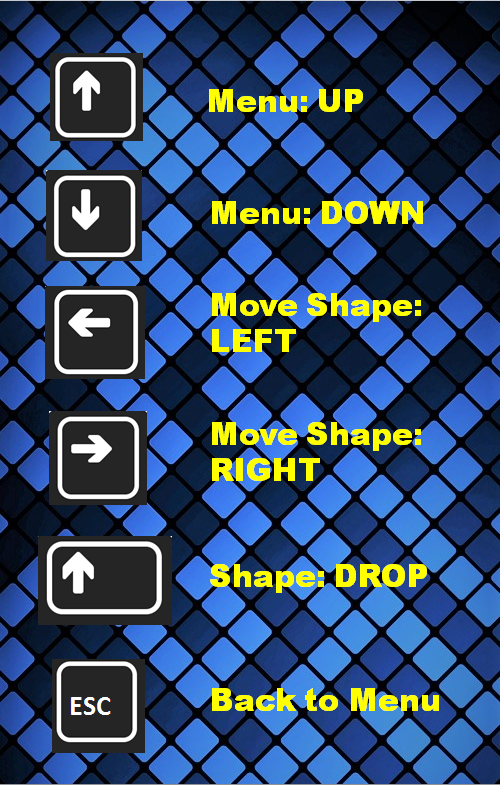 Menu: UP
Menu: DOWN
Move Shape:
LEFT
Move Shape:
RIGHT
Shape: DROP
ESC Back to Menu